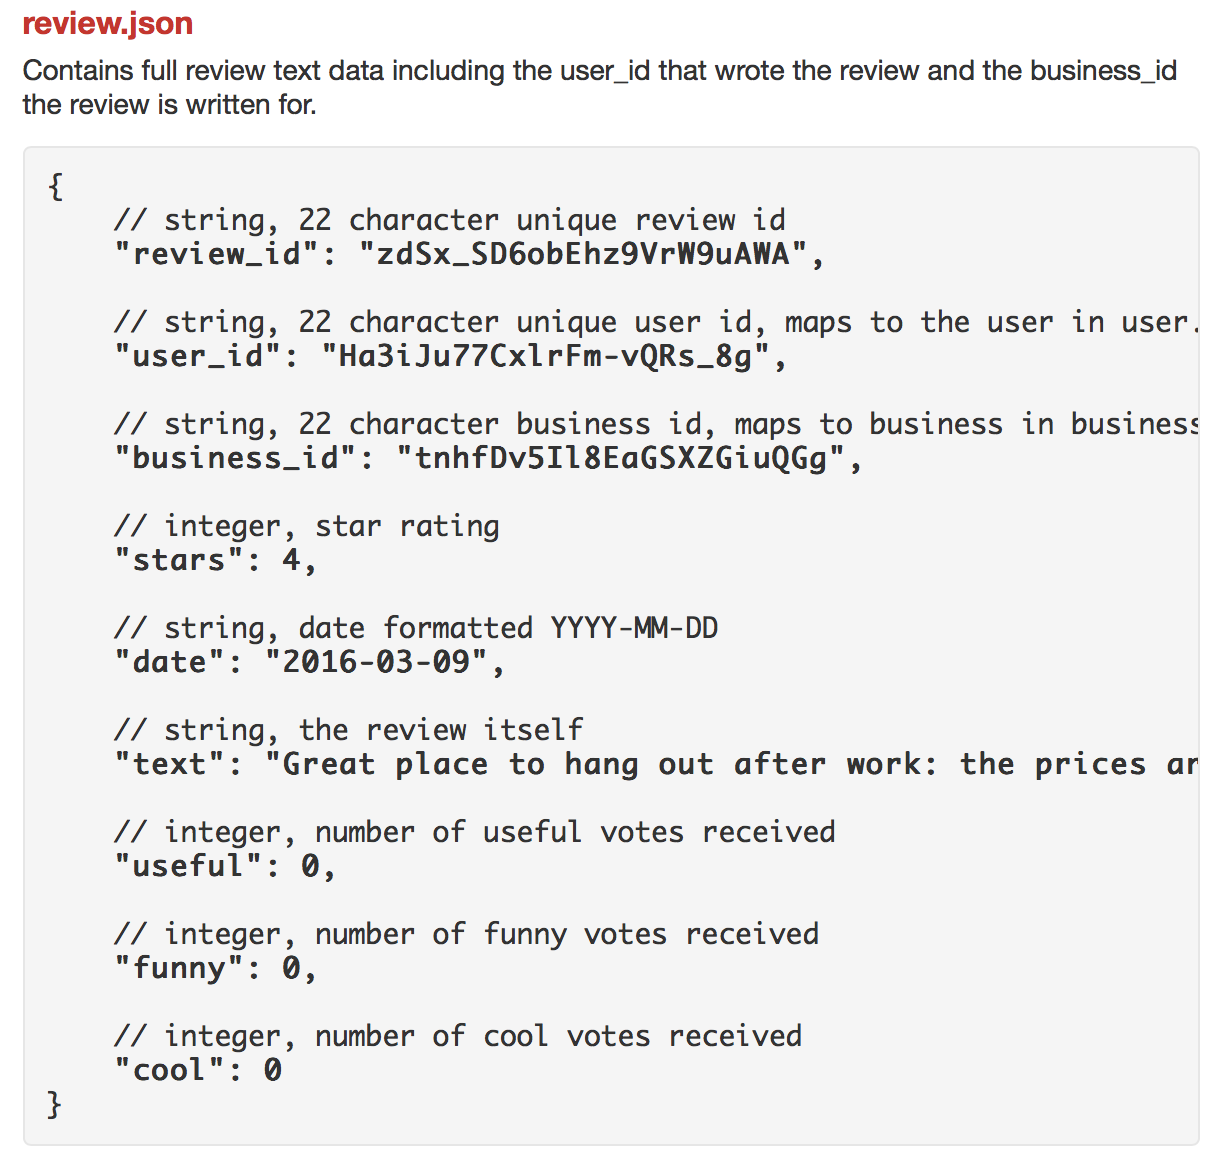 review.json
Contains full review text data including the user_id that wrote the review and the business_id
the review is written for.
{
    // string, 22 character unique review id
    "review_id": "zdSx_SD6obEhz9VrW9uAWA",

    // string, 22 character unique user id, maps to the user in user.
    "user_id": "Ha3iJu77CxlrFm-vQRs_8g",

    // string, 22 character business id, maps to business in business
    "business_id": "tnhfDv5Il8EaGSXZGiuQGg",

    // integer, star rating
    "stars": 4,

    // string, date formatted YYYY-MM-DD
    "date": "2016-03-09",

    // string, the review itself
    "text": "Great place to hang out after work: the prices ar

    // integer, number of useful votes received
    "useful": 0,

    // integer, number of funny votes received
    "funny": 0,

    // integer, number of cool votes received
    "cool": 0
}